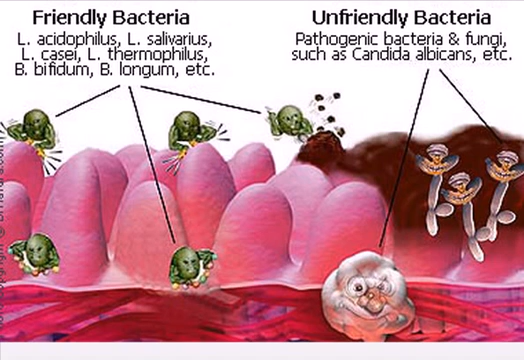 Friendly Bacteria
L. acidophilus, L. salivarius,
L. casei, L. thermophilus,
B. bifidum, B. longum, etc.
Unfriendly Bacteria
Pathogenic bacteria & fungi,
such as Candida albicans, etc.